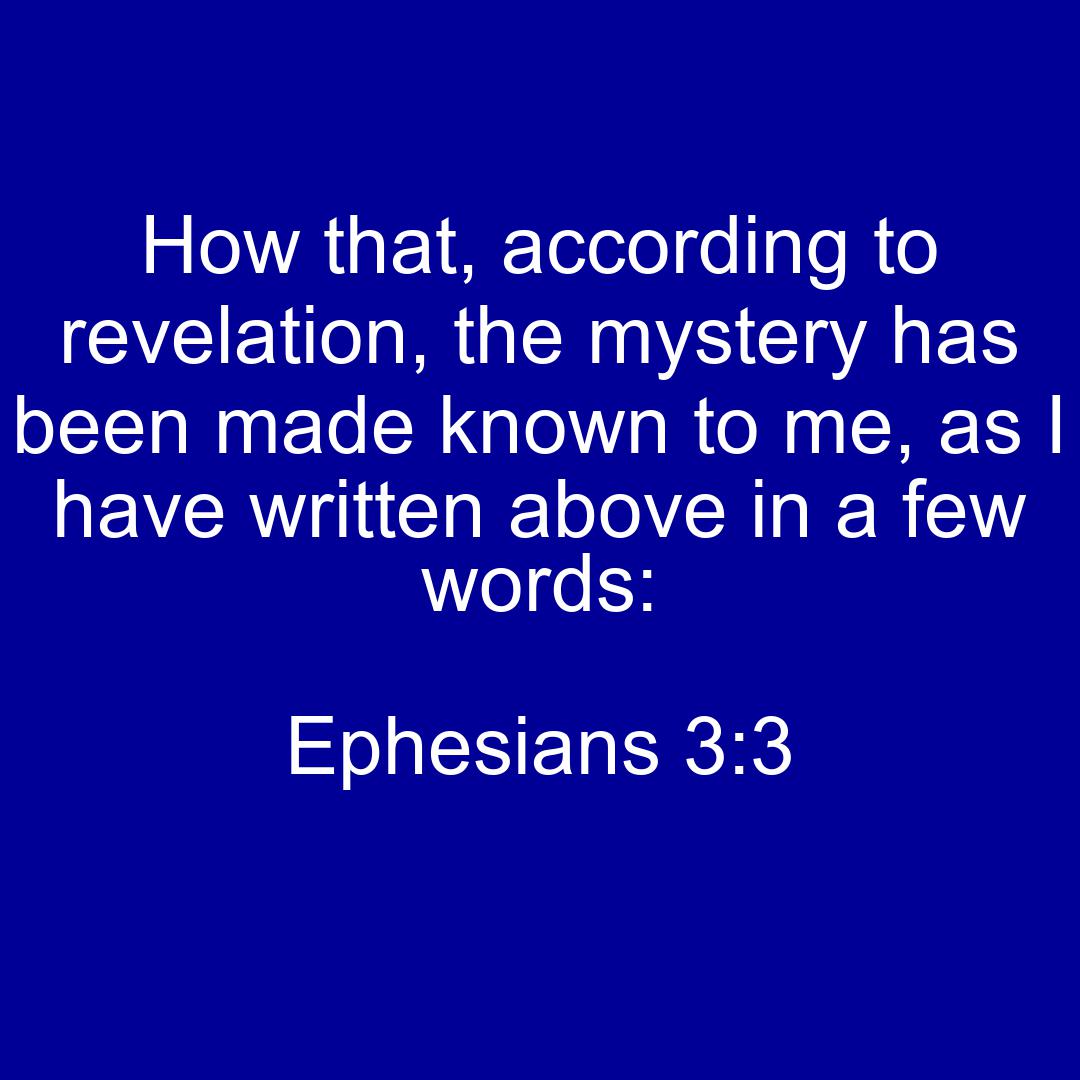 How that, according to
revelation, the mystery has
been made known to me, as I
have written above in a few
words:
Ephesians 3:3